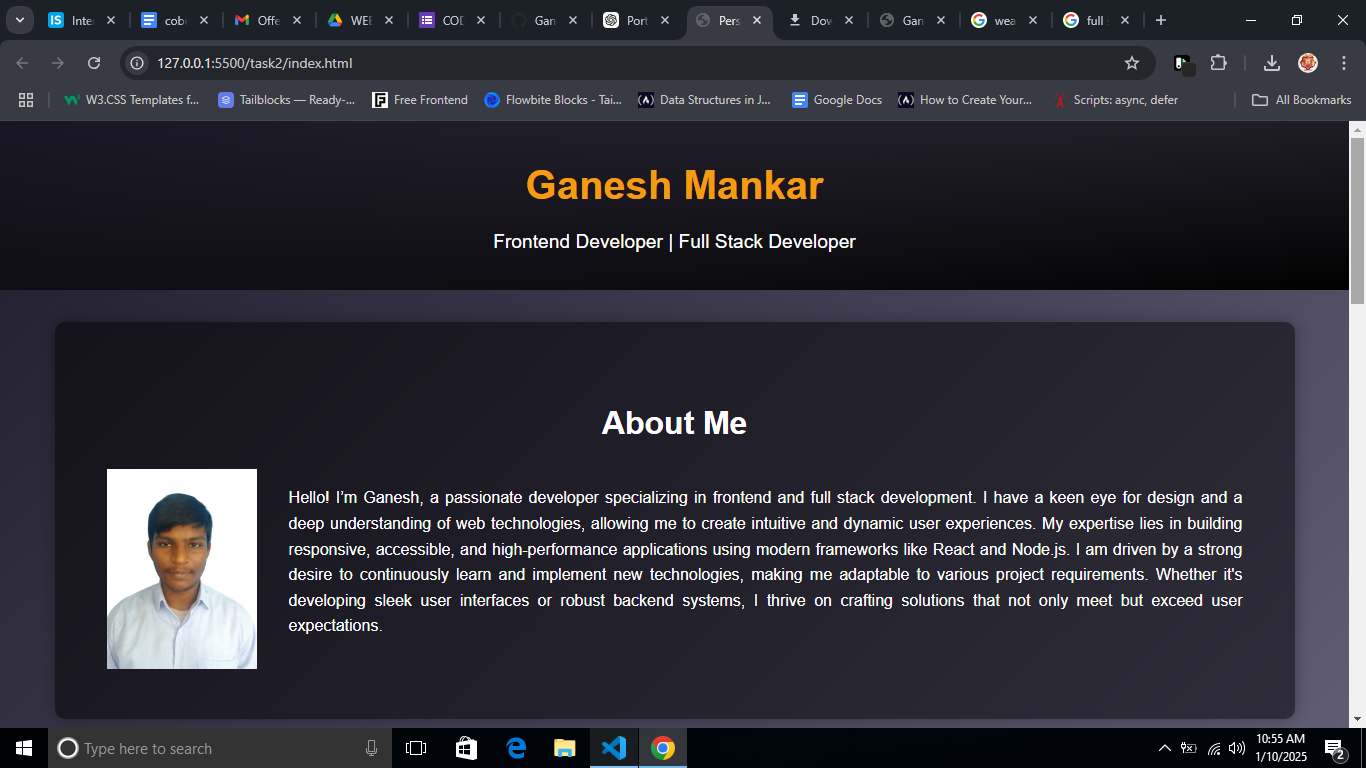 Inte
cob
Offe
WEB
COD
Gan
Port
Pers
Dow
Gan
wea
full
127.0.0.1:5500/task2/index.html
W3.CSS Templates f...
Tailblocks — Ready-...
Free Frontend
Flowbite Blocks - Tai...
Data Structures in J...
Google Docs
How to Create Your...
Scripts: async, defer
All Bookmarks
Ganesh Mankar
Frontend Developer | Full Stack Developer
About Me
Hello! I’m Ganesh, a passionate developer specializing in frontend and full stack development. I have a keen eye for design and a
deep understanding of web technologies, allowing me to create intuitive and dynamic user experiences. My expertise lies in building
responsive, accessible, and high-performance applications using modern frameworks like React and Node.js. I am driven by a strong
desire to continuously learn and implement new technologies, making me adaptable to various project requirements. Whether it's
developing sleek user interfaces or robust backend systems, I thrive on crafting solutions that not only meet but exceed user
expectations.
Type here to search
10:55 AM
1/10/2025
2